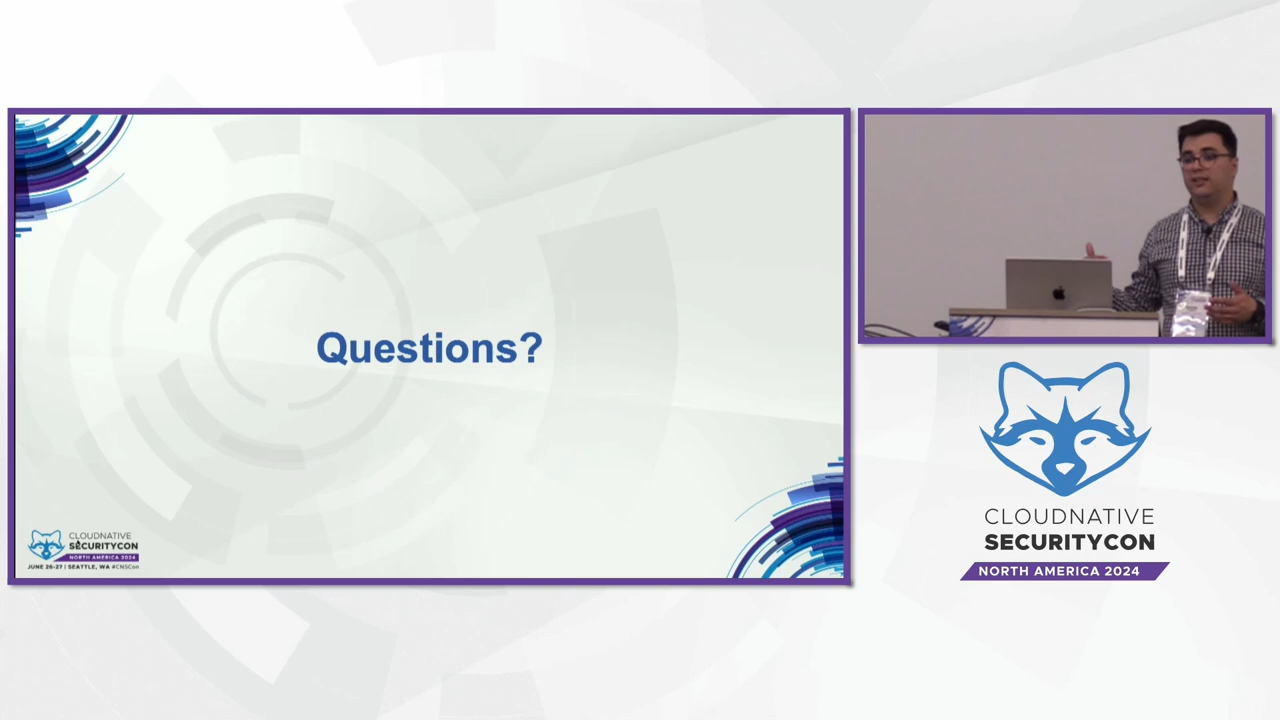 Questions?
CLOUDNATIVE
SECURITYCON
NORTH AMERICA 2024
JUNE 26-27 | SEATTLE, WA #CNSCon
CLOUDNATIVE
SECURITYCON
NORTH AMERICA 2024